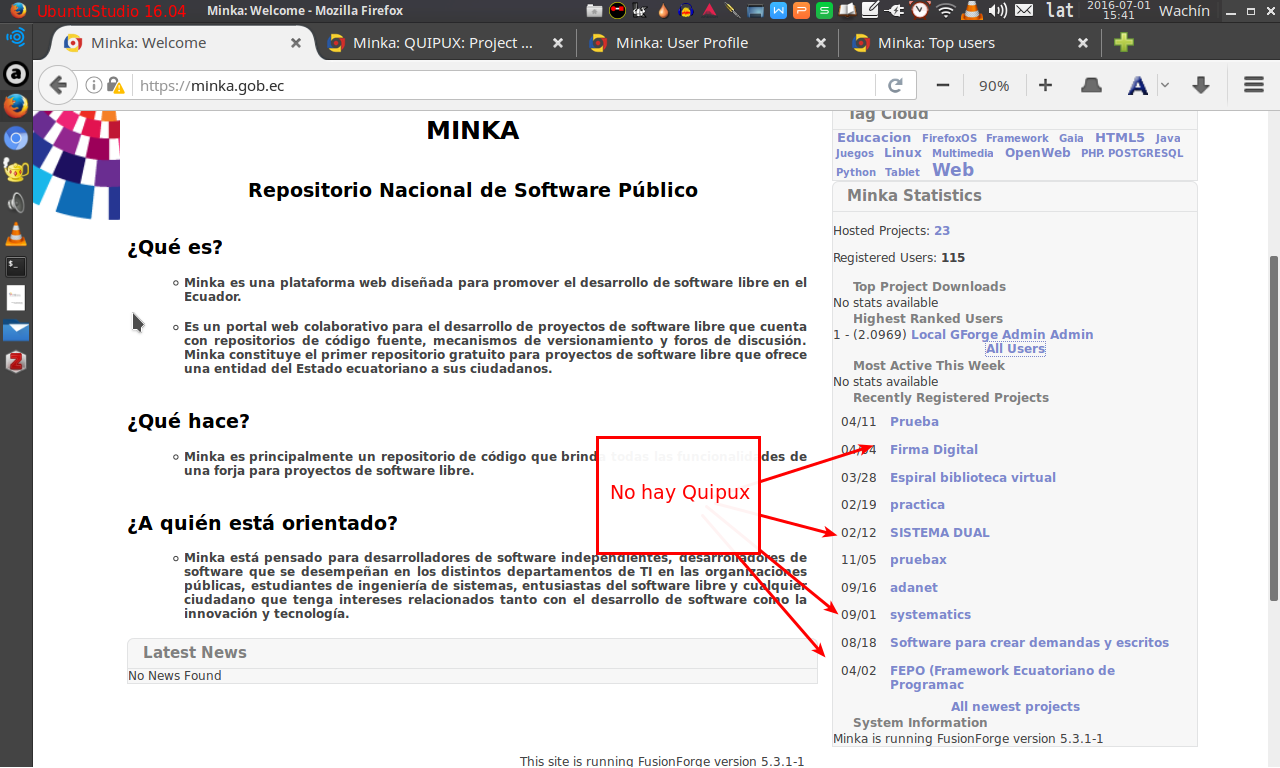 UbuntuStudio 16.04
Minka: Welcome - Mozilla Firefox
lat
2016-07-01
15:41
Wachín
Minka: Welcome
Minka: QUIPUX: Project ...
Minka: User Profile
Minka: Top users
https://minka.gob.ec
90%
MINKA
Repositorio Nacional de Software Público
¿Qué es?
Minka es una plataforma web diseñada para promover el desarrollo de software libre en el
Ecuador.
Es un portal web colaborativo para el desarrollo de proyectos de software libre que cuenta
con repositorios de código fuente, mecanismos de versionamiento y foros de discusión.
Minka constituye el primer repositorio gratuito para proyectos de software libre que ofrece
una entidad del Estado ecuatoriano a sus ciudadanos.
¿Qué hace?
Minka es principalmente un repositorio de código que brinda todas las funcionalidades de
una forja para proyectos de software libre.
No hay Quipux
¿A quién está orientado?
Minka está pensado para desarrolladores de software independientes, desarrolladores de
software que se desempeñan en los distintos departamentos de TI en las organizaciones
públicas, estudiantes de ingeniería de sistemas, entusiastas del software libre y cualquier
ciudadano que tenga intereses relacionados tanto con el desarrollo de software como la
innovación y tecnología.
Latest News
No News Found
Tag Cloud
Educacion FirefoxOS Framework Gaia HTML5 Java
Juegos Linux Multimedia OpenWeb PHP. POSTGRESQL
Python Tablet Web
Minka Statistics
Hosted Projects: 23
Registered Users: 115
Top Project Downloads
No stats available
Highest Ranked Users
1 - (2.0969) Local GForge Admin Admin
All Users
Most Active This Week
No stats available
Recently Registered Projects
04/11 Prueba
04/04 Firma Digital
03/28 Espiral biblioteca virtual
02/19 practica
02/12 SISTEMA DUAL
11/05 pruebax
09/16 adanet
09/01 systematics
08/18 Software para crear demandas y escritos
04/02 FEPO (Framework Ecuatoriano de
Programac
All newest projects
System Information
Minka is running FusionForge version 5.3.1-1
This site is running FusionForge version 5.3.1-1